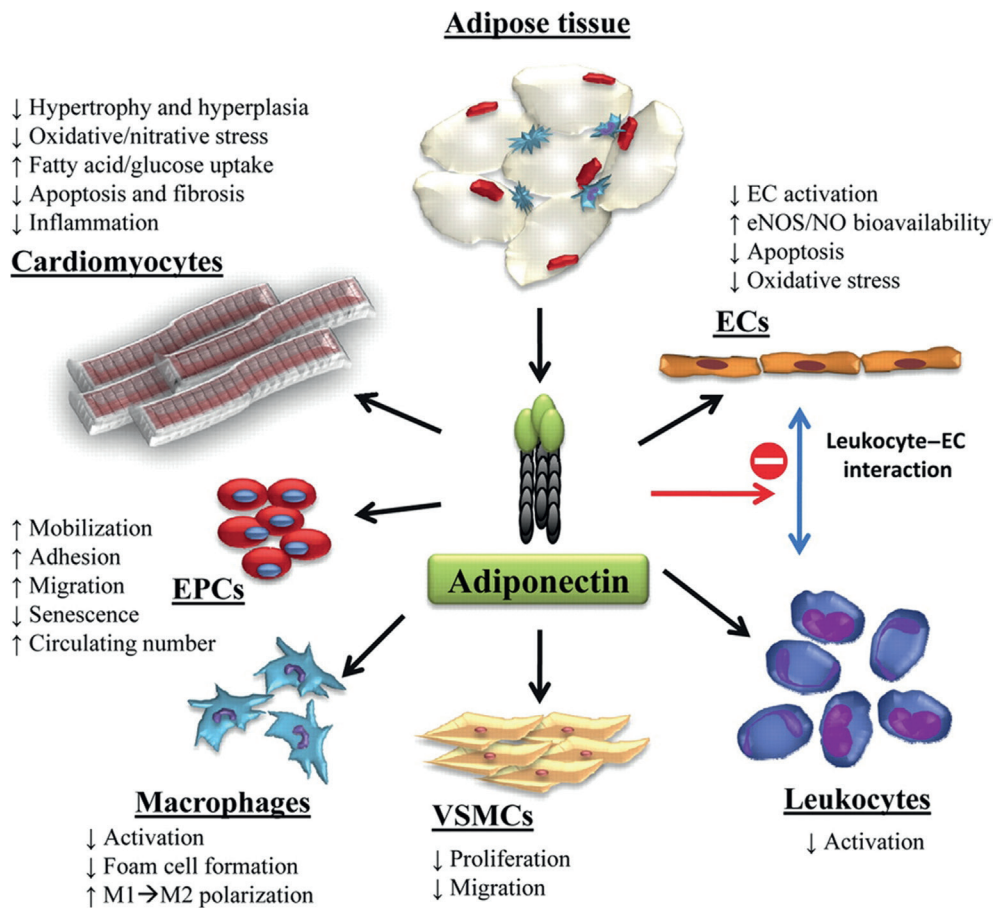 Adipose tissue
↓ Hypertrophy and hyperplasia
↓ Oxidative/nitrative stress
↑ Fatty acid/glucose uptake
↓ Apoptosis and fibrosis
↓ Inflammation
Cardiomyocytes
↓ EC activation
↑ eNOS/NO bioavailability
↓ Apoptosis
↓ Oxidative stress
ECs
Leukocyte–EC
interaction
↑ Mobilization
↑ Adhesion
↑ Migration
↓ Senescence
↑ Circulating number
EPCs
Adiponectin
Macrophages
↓ Activation
↓ Foam cell formation
↑ M1→M2 polarization
VSMCs
↓ Proliferation
↓ Migration
Leukocytes
↓ Activation